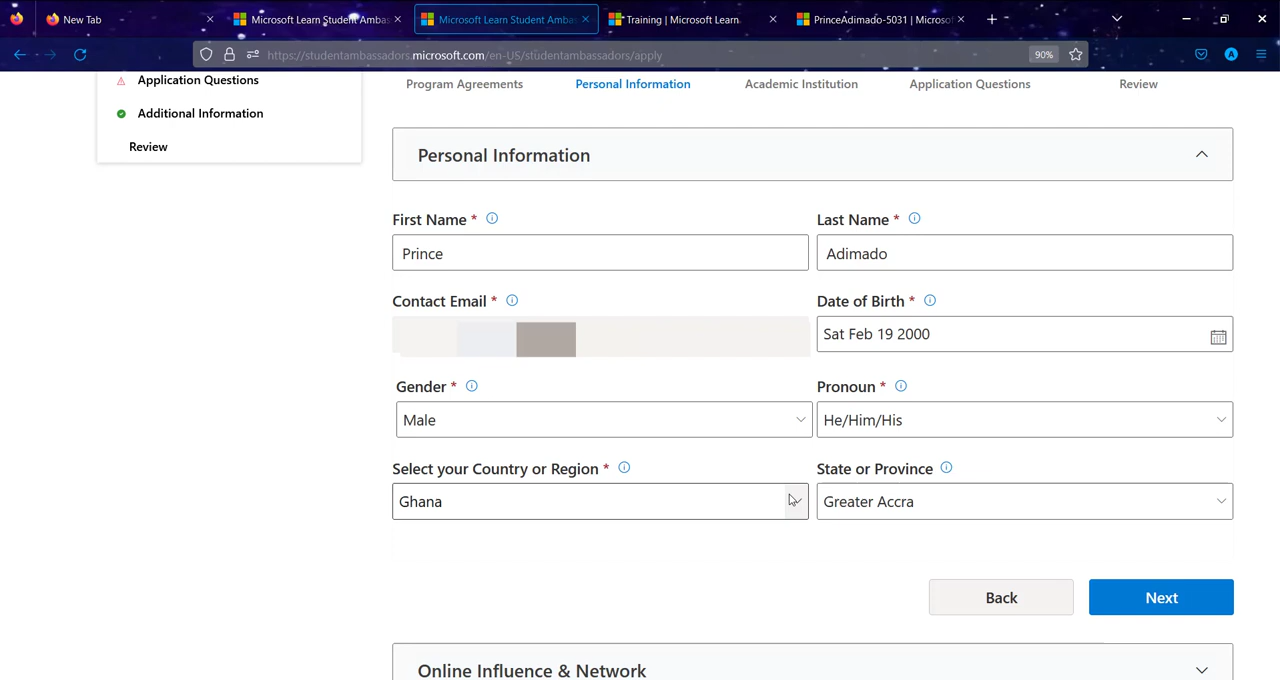 New Tab
Microsoft Learn Student Ambas
Microsoft Learn Student Ambas
Training | Microsoft Learn
PrinceAdimado-5031 | Microsof
https://studentambassadors.microsoft.com/en-US/studentambassadors/apply
90%
A
Application Questions
Additional Information
Review
Program Agreements
Personal Information
Academic Institution
Application Questions
Review
Personal Information
First Name *
Last Name *
Prince
Adimado
Contact Email *
Date of Birth *
Sat Feb 19 2000
Gender *
Pronoun *
Male
He/Him/His
Select your Country or Region *
State or Province
Ghana
Greater Accra
Back
Next
Online Influence & Network